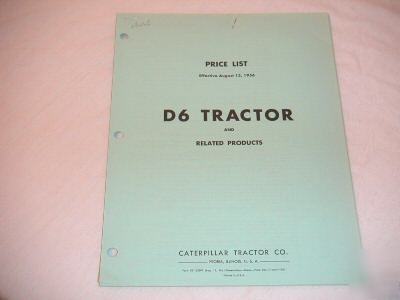 PRICE LIST
Effective August 13, 1956
D6 TRACTOR
AND
RELATED PRODUCTS
CATERPILLAR TRACTOR CO.
PEORIA, ILLINOIS, U. S. A.